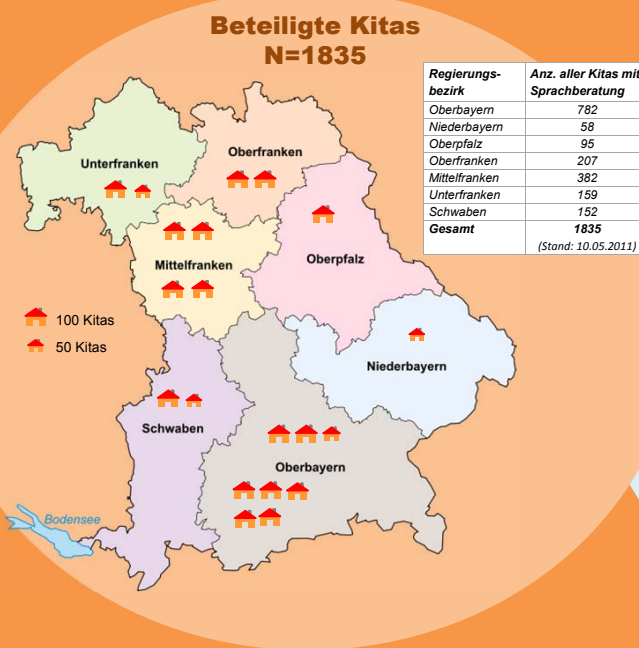 Beteiligte Kitas
N=1835
Regierungs-
bezirk
Anz. aller Kitas mit
Sprachberatung
Oberbayern 782
Niederbayern 58
Oberpfalz 95
Oberfranken 207
Mittelfranken 382
Unterfranken 159
Schwaben 152
Gesamt 1835
(Stand: 10.05.2011)
Oberfranken
Unterfranken
Oberpfalz
Mittelfranken
100 Kitas
50 Kitas
Niederbayern
Schwaben
Oberbayern
Bodensee